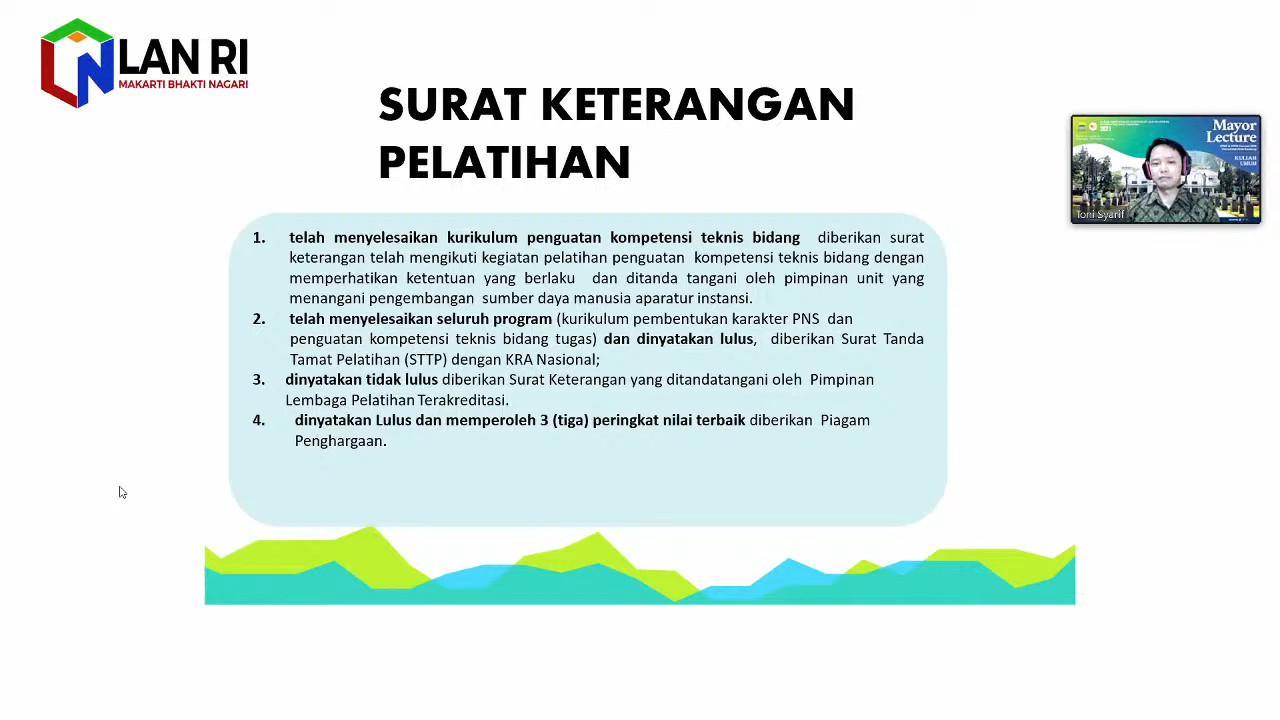 LAN RI
MAKARTI BHAKTI NAGARI
SURAT KETERANGAN
PELATIHAN
Mayor
Lecture
2021
KULIAH
UMUM
Toni Syarif
1. telah menyelesaikan kurikulum penguatan kompetensi teknis bidang diberikan surat
keterangan telah mengikuti kegiatan pelatihan penguatan kompetensi teknis bidang dengan
memperhatikan ketentuan yang berlaku dan ditanda tangani oleh pimpinan unit yang
menangani pengembangan sumber daya manusia aparatur instansi.
2. telah menyelesaikan seluruh program (kurikulum pembentukan karakter PNS dan
penguatan kompetensi teknis bidang tugas) dan dinyatakan lulus, diberikan Surat Tanda
Tamat Pelatihan (STTP) dengan KRA Nasional;
3. dinyatakan tidak lulus diberikan Surat Keterangan yang ditandatangani oleh Pimpinan
Lembaga Pelatihan Terakreditasi.
4. dinyatakan Lulus dan memperoleh 3 (tiga) peringkat nilai terbaik diberikan Piagam
Penghargaan.